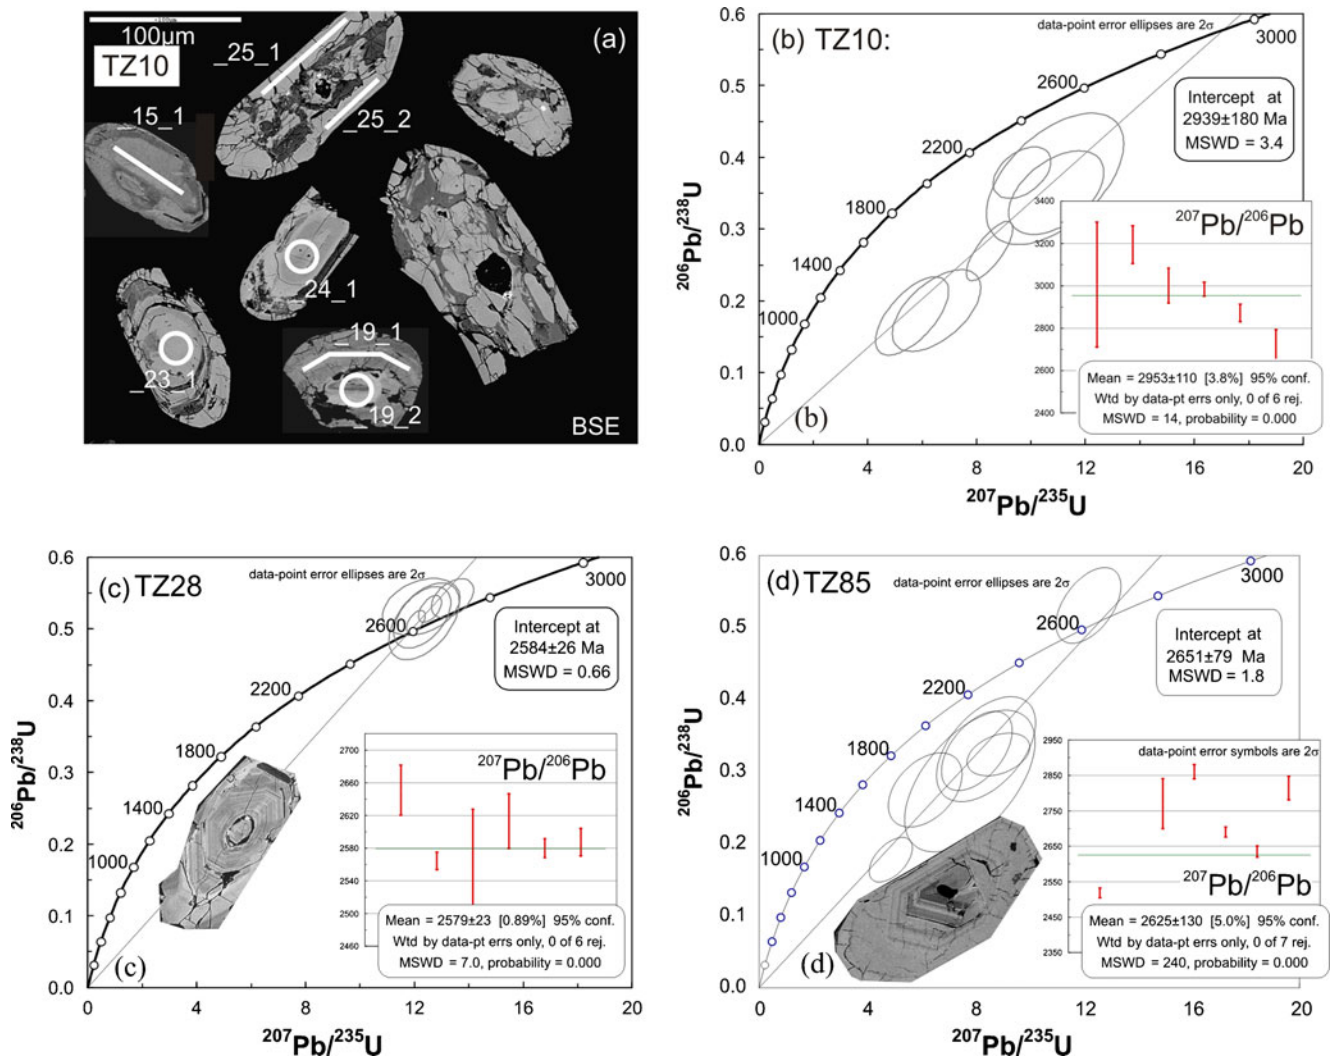 100µm
(a)
TZ10
_25_1
_15_1
_25_2
_24_1
_19_1
_23_1
_19_2
BSE
(b) TZ10:
data-point error ellipses are 2σ
3000
2600
2200
1800
1400
1000
Intercept at
2939±180 Ma
MSWD = 3.4
0.6
0.5
0.4
0.3
0.2
0.1
0.0
206Pb/238U
0 4 8 12 16 20
207Pb/235U
207Pb/206Pb
3400
3200
3000
2800
2600
2400
Mean = 2953±110 [3.8%] 95% conf.
Wtd by data-pt errs only, 0 of 6 rej.
MSWD = 14, probability = 0.000
(b)
(c) TZ28
data-point error ellipses are 2σ
3000
2600
2200
1800
1400
1000
Intercept at
2584±26 Ma
MSWD = 0.66
0.6
0.5
0.4
0.3
0.2
0.1
0.0
206Pb/238U
0 4 8 12 16 20
207Pb/235U
207Pb/206Pb
2700
2660
2620
2580
2540
2500
2460
Mean = 2579±23 [0.89%] 95% conf.
Wtd by data-pt errs only, 0 of 6 rej.
MSWD = 7.0, probability = 0.000
(c)
(d) TZ85
data-point error ellipses are 2σ
3000
2600
2200
1800
1400
1000
Intercept at
2651±79 Ma
MSWD = 1.8
0.6
0.5
0.4
0.3
0.2
0.1
0.0
206Pb/238U
0 4 8 12 16 20
207Pb/235U
data-point error symbols are 2σ
2950
2850
2750
2650
2550
2450
2350
207Pb/206Pb
Mean = 2625±130 [5.0%] 95% conf.
Wtd by data-pt errs only, 0 of 7 rej.
MSWD = 240, probability = 0.000
(d)